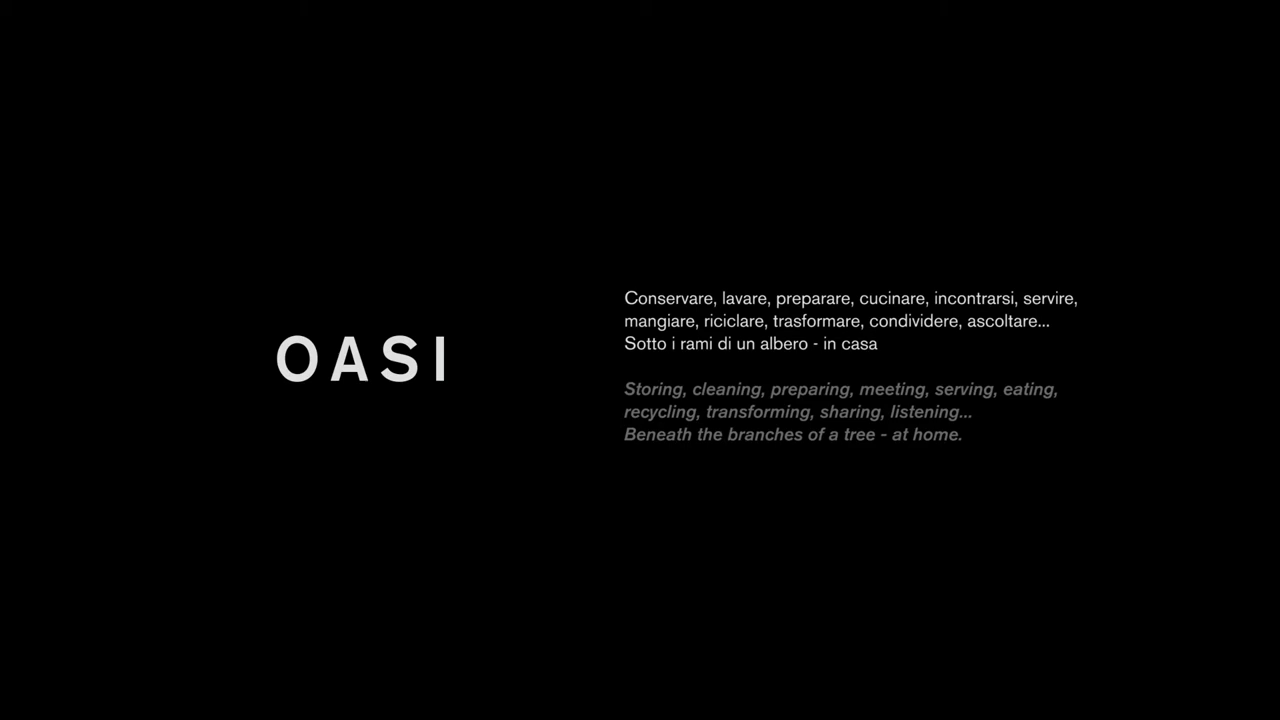 OASI
Conservare, lavare, preparare, cucinare, incontrarsi, servire,
mangiare, riciclare, trasformare, condividere, ascoltare...
Sotto i rami di un albero - in casa
Storing, cleaning, preparing, meeting, serving, eating,
recycling, transforming, sharing, listening...
Beneath the branches of a tree - at home.